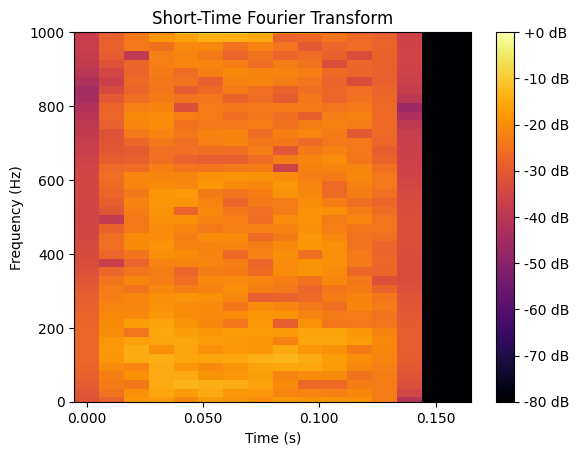 Short-Time Fourier Transform
1000
800
600
400
200
0
Frequency (Hz)
0.000
0.050
0.100
0.150
Time (s)
+0 dB
-10 dB
-20 dB
-30 dB
-40 dB
-50 dB
-60 dB
-70 dB
-80 dB